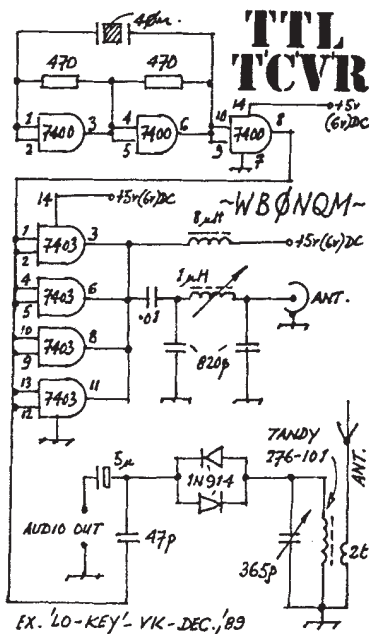 TTL
TCVR
40m.
470 470
1
2
7400
3
4
5
7400
6
10
9
14
7400
7
8
+5v
(6v)DC
14
+5v(6v)DC
~WBØNQM~
1
2
7403
3
8µH
+5v(6v)DC
4
5
7403
6
1µH
ANT.
.01
10
9
7403
8
820p
13
12
7403
11
5µ
AUDIO OUT
47p
1N914
TANDY
276-101
ANT.
365p
2t
EX. 'LO-KEY'- VK - DEC., '89